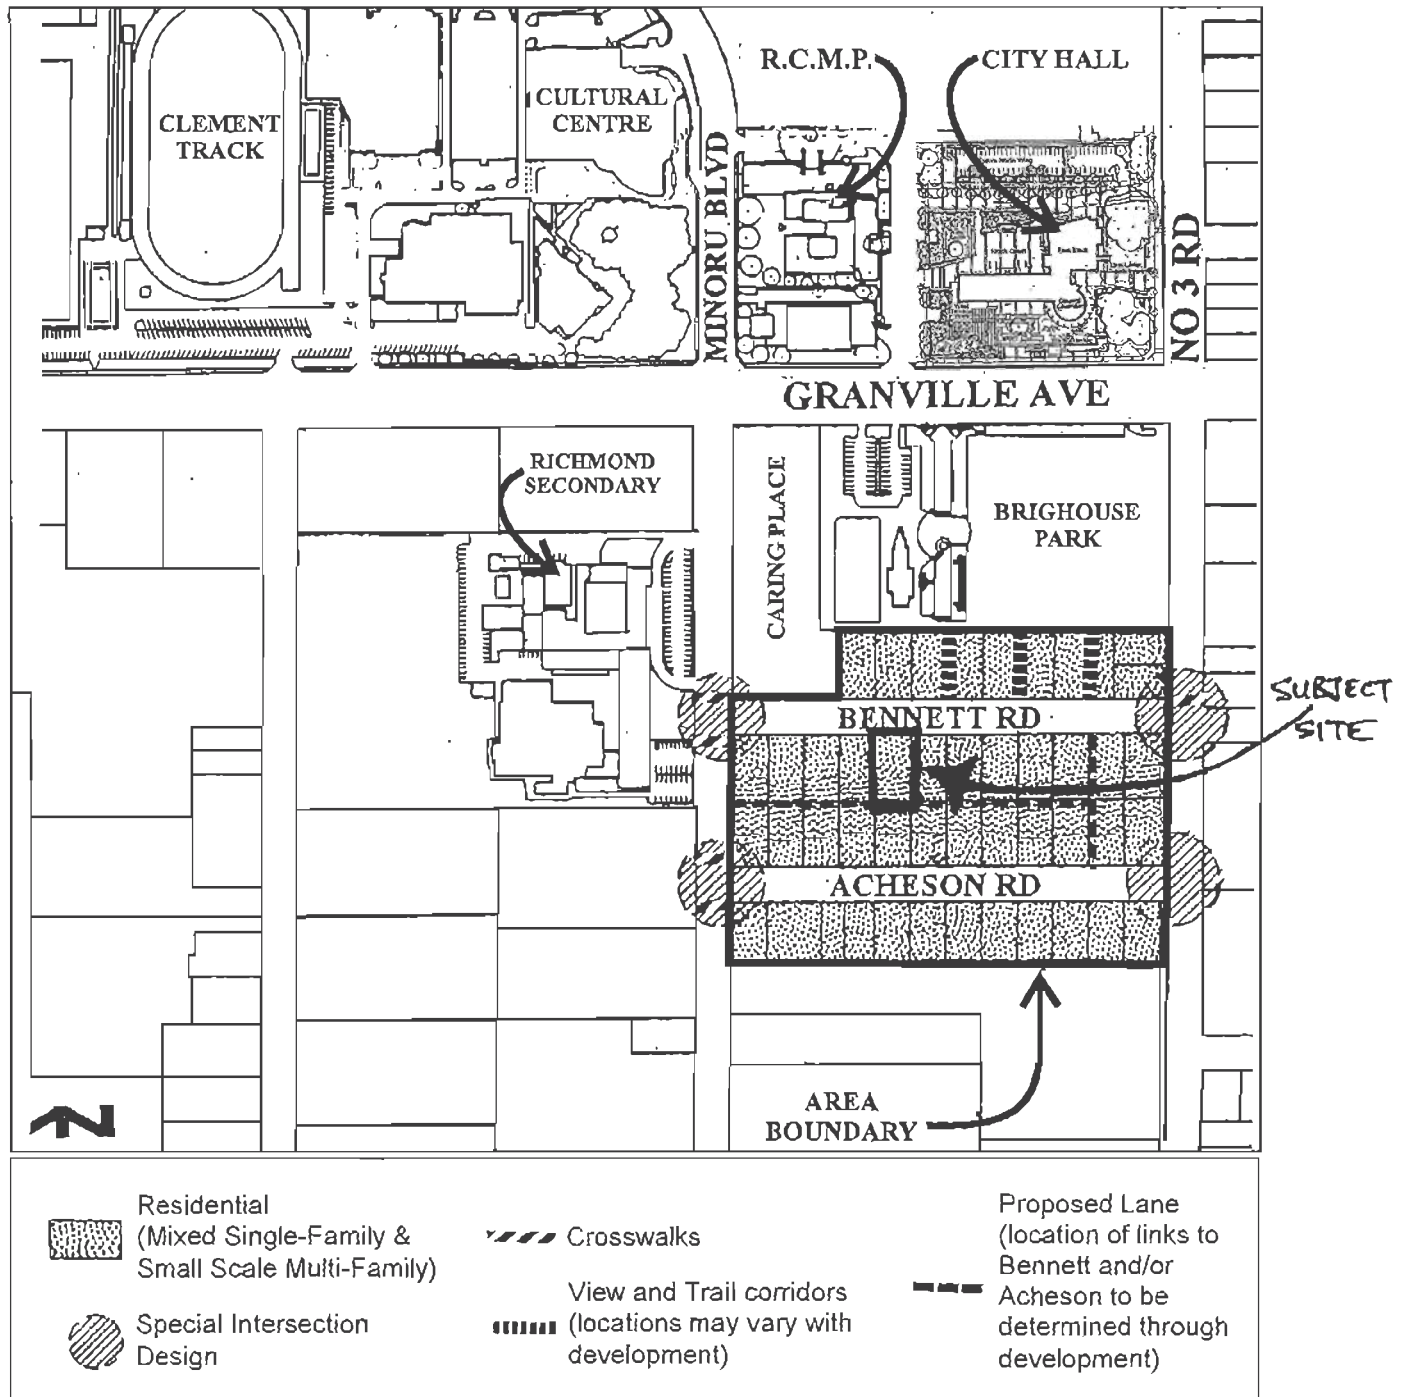 R.C.M.P.
CITY HALL
CULTURAL
CENTRE
CLEMENT
TRACK
MINORU BLVD
NO 3 RD
GRANVILLE AVE
RICHMOND
SECONDARY
CARING PLACE
BRIGHOUSE
PARK
SUBJECT
SITE
BENNETT RD
ACHESON RD
AREA
BOUNDARY
N
Residential
(Mixed Single-Family &
Small Scale Multi-Family)
Special Intersection
Design
Crosswalks
View and Trail corridors
(locations may vary with
development)
Proposed Lane
(location of links to
Bennett and/or
Acheson to be
determined through
development)